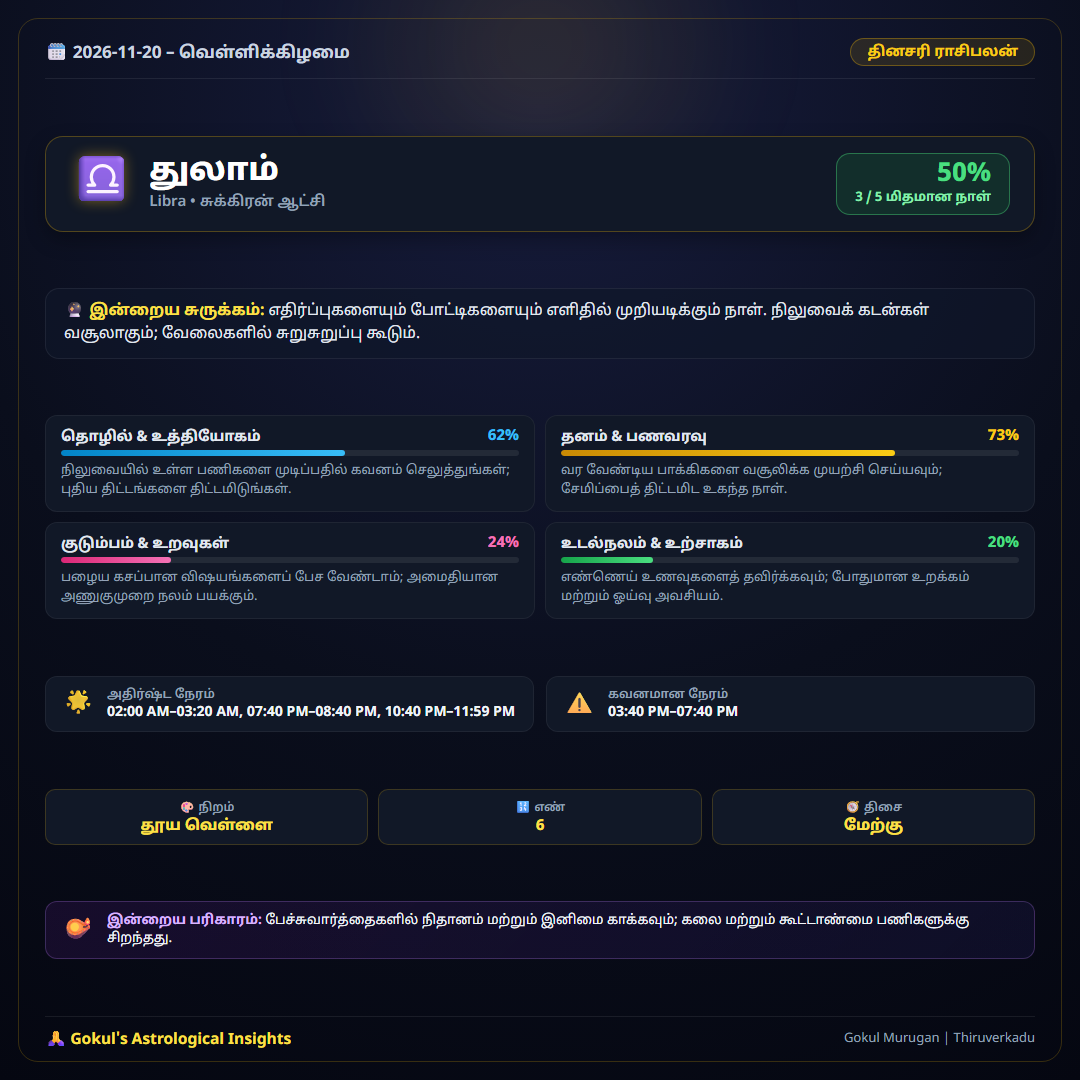 2026-11-20 – வெள்ளிக்கிழமை
தினசரி ராசிபலன்
துலாம்
Libra • சுக்கிரன் ஆட்சி
50%
3 / 5 மிதமான நாள்
இன்றைய சுருக்கம்: எதிர்ப்புகளையும் போட்டிகளையும் எளிதில் முறியடிக்கும் நாள். நிலுவைக் கடன்கள்
வசூலாகும்; வேலைகளில் சுறுசுறுப்பு கூடும்.
தொழில் & உத்தியோகம் 62%
நிலுவையில் உள்ள பணிகளை முடிப்பதில் கவனம் செலுத்துங்கள்;
புதிய திட்டங்களை திட்டமிடுங்கள்.
தனம் & பணவரவு 73%
வர வேண்டிய பாக்கிகளை வசூலிக்க முயற்சி செய்யவும்;
சேமிப்பைத் திட்டமிட உகந்த நாள்.
குடும்பம் & உறவுகள் 24%
பழைய கசப்பான விஷயங்களைப் பேச வேண்டாம்; அமைதியான
அணுகுமுறை நலம் பயக்கும்.
உடல்நலம் & உற்சாகம் 20%
எண்ணெய் உணவுகளைத் தவிர்க்கவும்; போதுமான உறக்கம்
மற்றும் ஓய்வு அவசியம்.
அதிர்ஷ்ட நேரம்
02:00 AM–03:20 AM, 07:40 PM–08:40 PM, 10:40 PM–11:59 PM
கவனமான நேரம்
03:40 PM–07:40 PM
நிறம்
தூய வெள்ளை
எண்
6
திசை
மேற்கு
இன்றைய பரிகாரம்: பேச்சுவார்த்தைகளில் நிதானம் மற்றும் இனிமை காக்கவும்; கலை மற்றும் கூட்டாண்மை பணிகளுக்கு
சிறந்தது.
Gokul's Astrological Insights
Gokul Murugan | Thiruverkadu